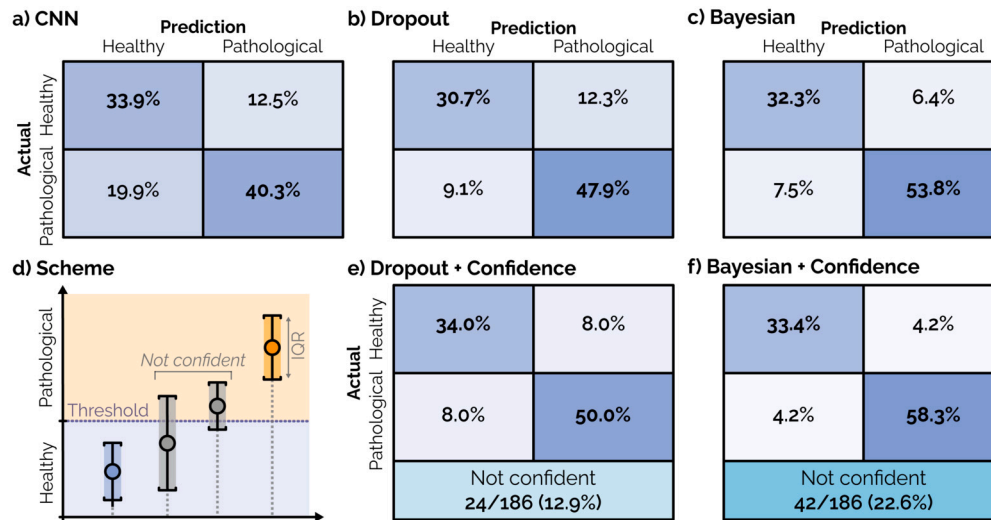 a) CNN
Prediction
Healthy Pathological
Actual
Healthy
Pathological
33.9% 12.5%
19.9% 40.3%
b) Dropout
Prediction
Healthy Pathological
30.7% 12.3%
9.1% 47.9%
c) Bayesian
Prediction
Healthy Pathological
32.3% 6.4%
7.5% 53.8%
d) Scheme
Pathological
Healthy
Not confident
IQR
Threshold
e) Dropout + Confidence
Actual
Healthy
Pathological
34.0% 8.0%
8.0% 50.0%
Not confident
24/186 (12.9%)
f) Bayesian + Confidence
33.4% 4.2%
4.2% 58.3%
Not confident
42/186 (22.6%)